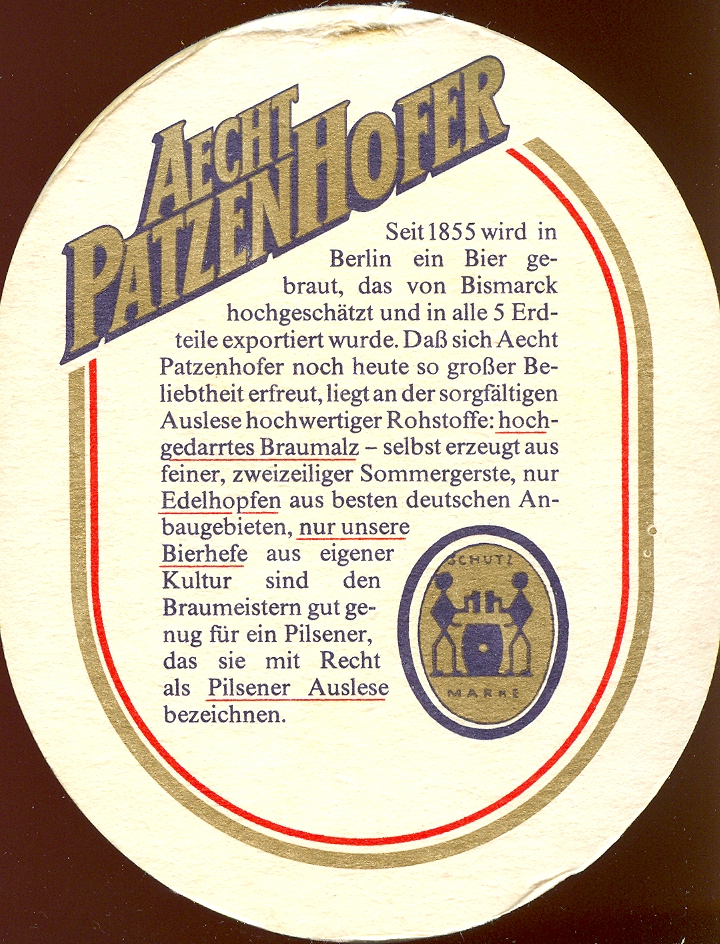 AECHT
PATZENHOFER
Seit 1855 wird in
Berlin ein Bier ge-
braut, das von Bismarck
hochgeschätzt und in alle 5 Erd-
teile exportiert wurde. Daß sich Aecht
Patzenhofer noch heute so großer Be-
liebtheit erfreut, liegt an der sorgfältigen
Auslese hochwertiger Rohstoffe: hoch-
gedarrtes Braumalz – selbst erzeugt aus
feiner, zweizeiliger Sommergerste, nur
Edelhopfen aus besten deutschen An-
baugebieten, nur unsere
Bierhefe aus eigener
Kultur sind den
Braumeistern gut ge-
nug für ein Pilsener,
das sie mit Recht
als Pilsener Auslese
bezeichnen.
SCHUTZ
MARKE